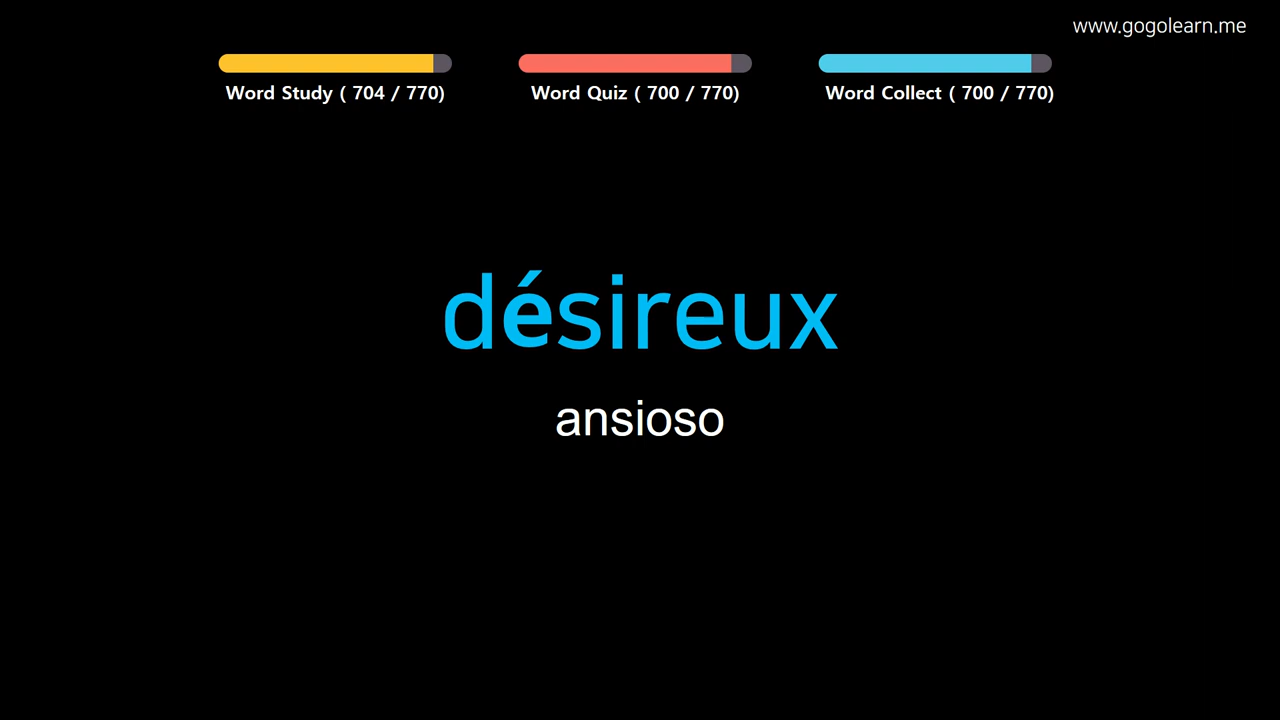 www.gogolearn.me
Word Study ( 704 / 770)
Word Quiz ( 700 / 770)
Word Collect ( 700 / 770)
désireux
ansioso